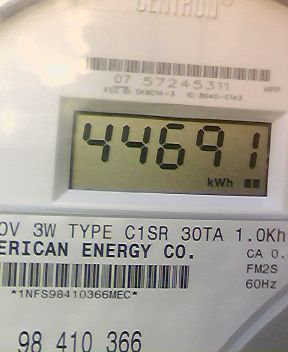 CENTRON
07 57245311
44691
kWh
3W TYPE C1SR 30TA 1.0Kh
ERICAN ENERGY CO.
CA 0.
FM2S
*1NFS98410366MEC*
60Hz
98 410 366